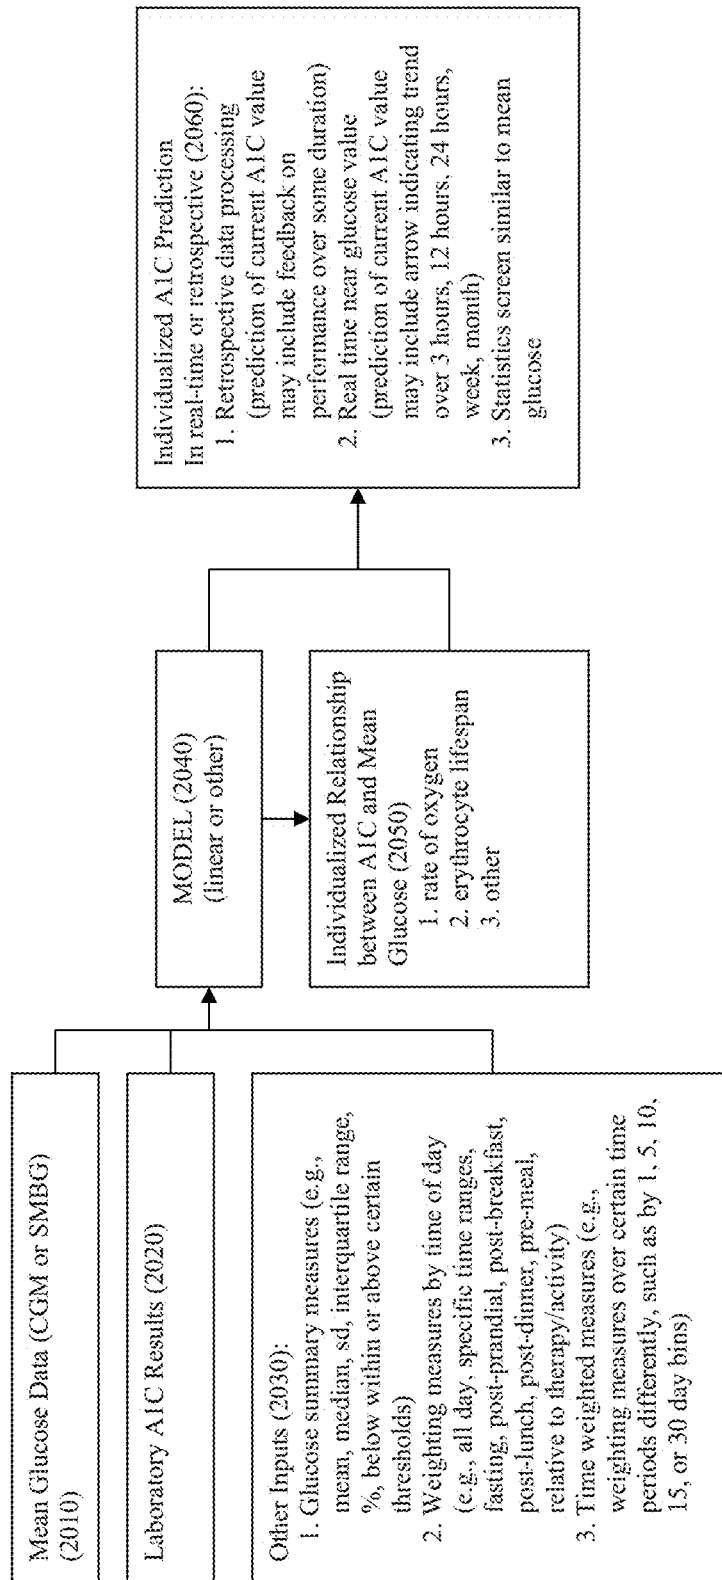 Mean Glucose Data (CGM or SMBG)
(2010)
Laboratory A1C Results (2020)
Other Inputs (2030):
1. Glucose summary measures (e.g.,
mean, median, sd, interquartile range,
%, below within or above certain
thresholds)
2. Weighting measures by time of day
(e.g., all day, specific time ranges,
fasting, post-prandial, post-breakfast,
post-lunch, post-dinner, pre-meal,
relative to therapy/activity)
3. Time weighted measures (e.g.,
weighting measures over certain time
periods differently, such as by 1, 5, 10,
15, or 30 day bins)
MODEL (2040)
(linear or other)
Individualized Relationship
between A1C and Mean
Glucose (2050)
1. rate of oxygen
2. erythrocyte lifespan
3. other
Individualized A1C Prediction
In real-time or retrospective (2060):
1. Retrospective data processing
(prediction of current A1C value
may include feedback on
performance over some duration)
2. Real time near glucose value
(prediction of current A1C value
may include arrow indicating trend
over 3 hours, 12 hours, 24 hours,
week, month)
3. Statistics screen similar to mean
glucose